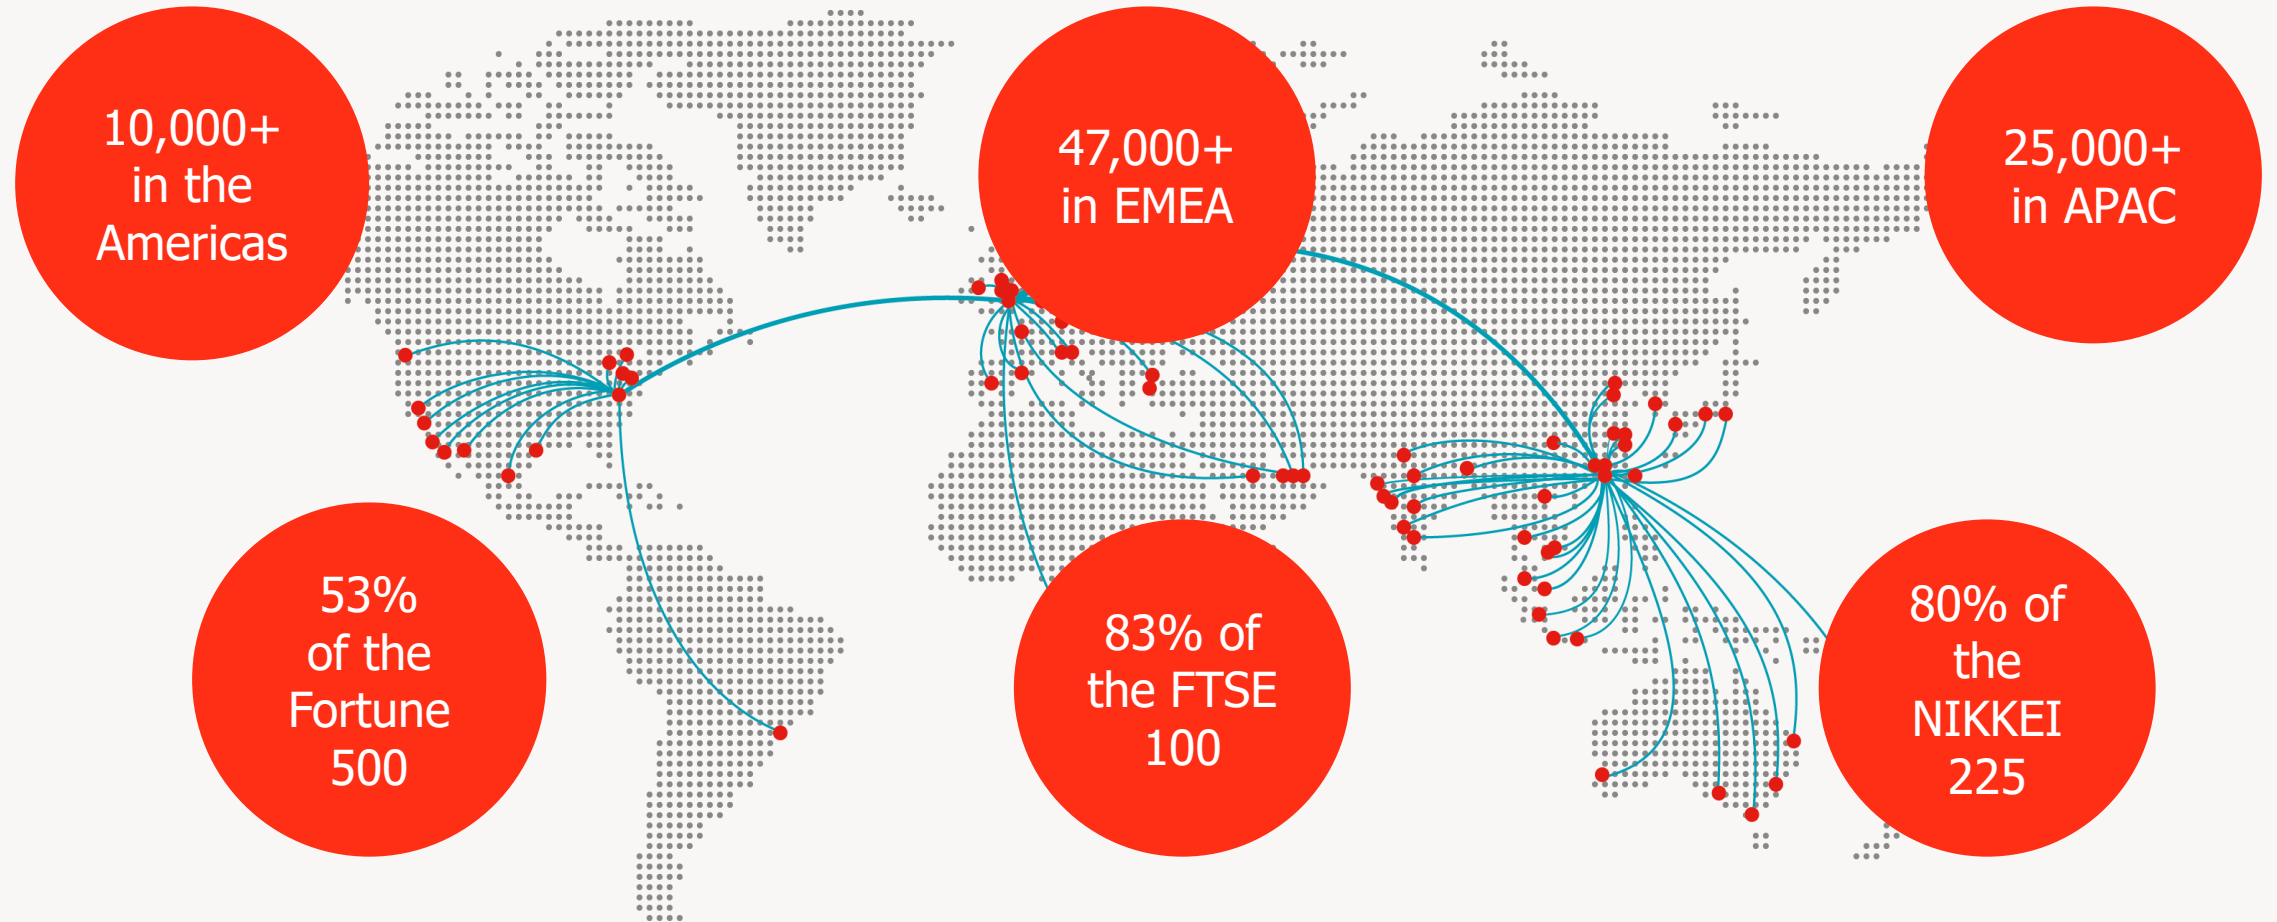 10,000+
in the
Americas
47,000+
in EMEA
25,000+
in APAC
53%
of the
Fortune
500
83% of
the FTSE
100
80% of
the
NIKKEI
225